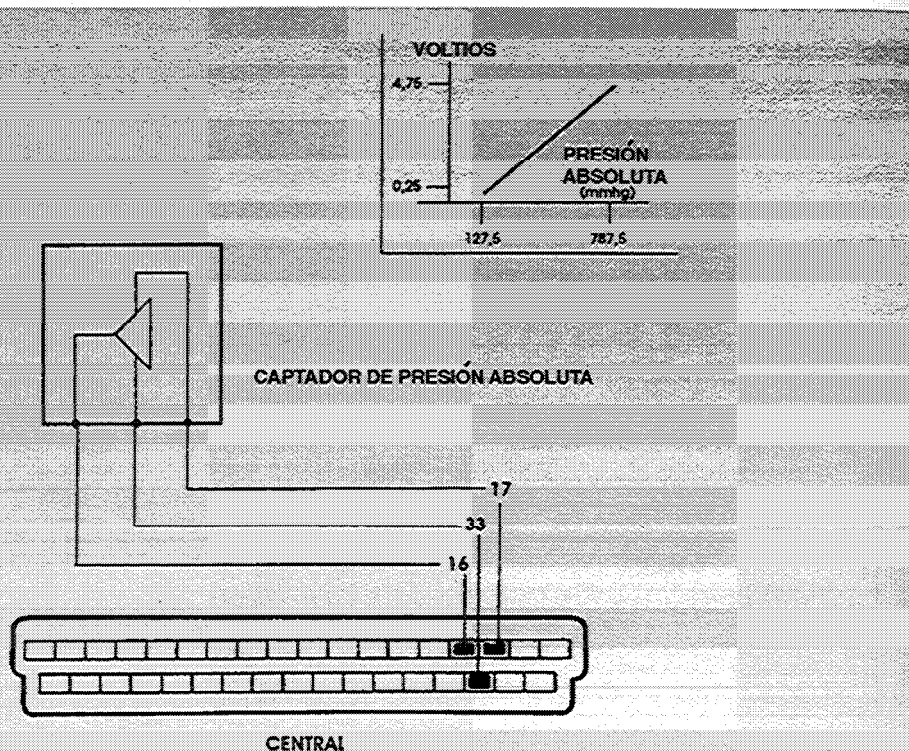 VOLTIOS
4,75
PRESIÓN
ABSOLUTA
(mmhg)
0,25
127,5
787,5
CAPTADOR DE PRESIÓN ABSOLUTA
17
33
16
CENTRAL